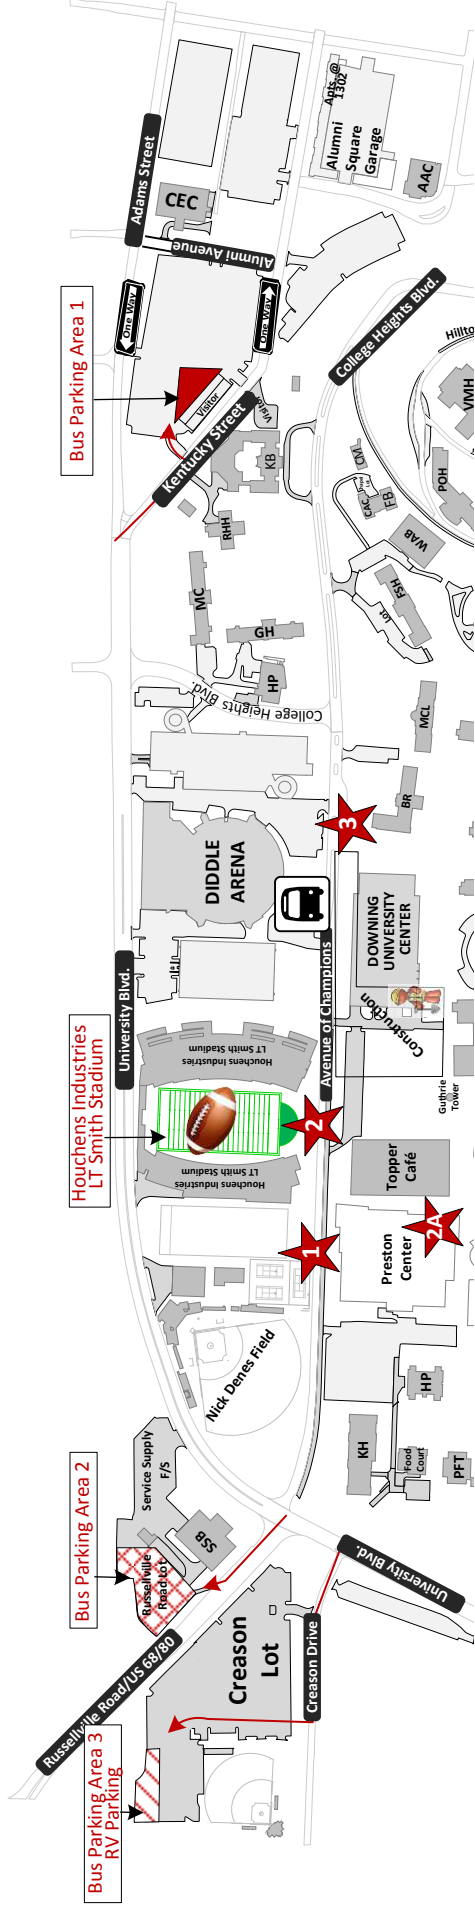 Apts. @
1302
Alumni
Square
Garage
AAC
Adams Street
CEC
Alumni Avenue
One Way
One Way
Bus Parking Area 1
College Heights Blvd.
Visitor
Visitor
Kentucky Street
KB
VMH
POH
CAC
FB
WAB
RHH
FSH
Lot
MC
GH
HP
College Heights Blvd.
MCL
BR
3
DIDDLE
ARENA
DOWNING
UNIVERSITY
CENTER
Construction
University Blvd.
Avenue of Champions
Houchens Industries
LT Smith Stadium
Houchens Industries
LT Smith Stadium
Guthrie
Tower
2
Houchens Industries
LT Smith Stadium
Topper
Café
2A
1
Preston
Center
Nick Denes Field
HP
KH
Food
Court
PFT
Service Supply
F/S
SSB
Bus Parking Area 2
Russellville
Road Lot
University Blvd.
Russellville Road/US 68/80
Creason
Lot
Creason Drive
Bus Parking Area 3
RV Parking